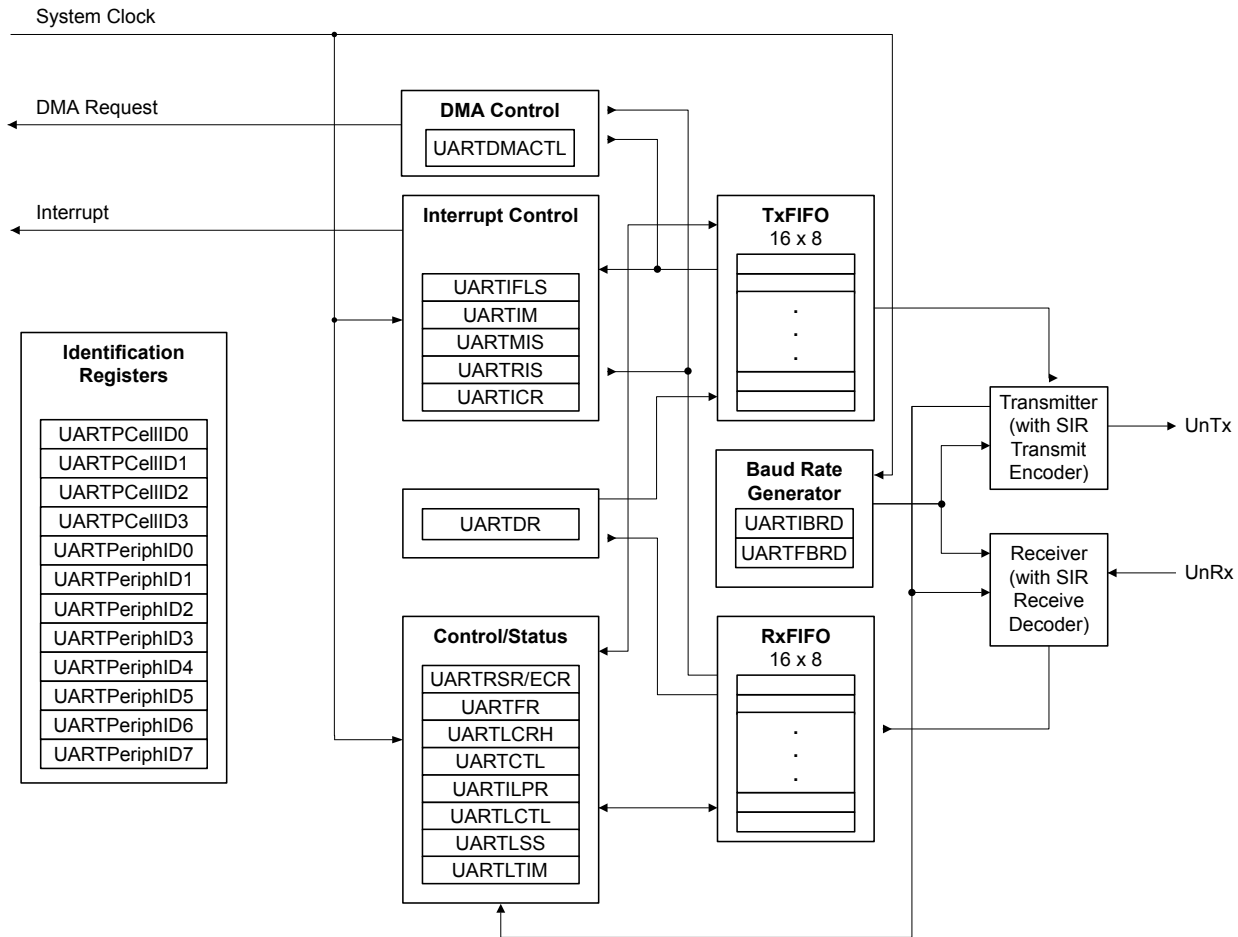 System Clock
DMA Request
DMA Control
UARTDMACTL
Interrupt
Interrupt Control
UARTIFLS
UARTIM
UARTMIS
UARTRIS
UARTICR
TxFIFO
16 x 8
.
.
.
Identification
Registers
UARTPCellID0
UARTPCellID1
UARTPCellID2
UARTPCellID3
UARTPeriphID0
UARTPeriphID1
UARTPeriphID2
UARTPeriphID3
UARTPeriphID4
UARTPeriphID5
UARTPeriphID6
UARTPeriphID7
UARTDR
Baud Rate
Generator
UARTIBRD
UARTFBRD
Transmitter
(with SIR
Transmit
Encoder)
UnTx
Receiver
(with SIR
Receive
Decoder)
UnRx
Control/Status
UARTRSR/ECR
UARTFR
UARTLCRH
UARTCTL
UARTILPR
UARTLCTL
UARTLSS
UARTLTIM
RxFIFO
16 x 8
.
.
.